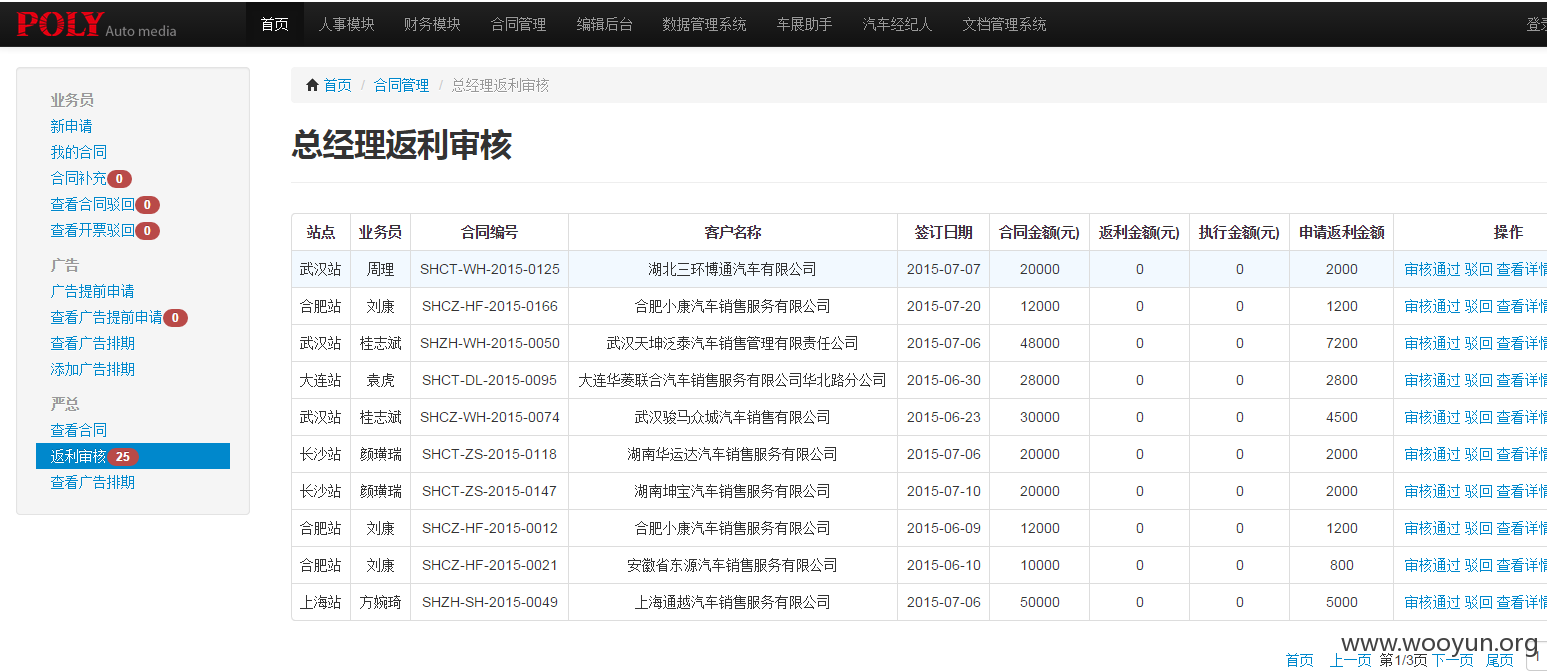 POLY Auto media 首页 人事模块 财务模块 合同管理 编辑后台 数据管理系统 车展助手 汽车经纪人 文档管理系统 登录
业务员
新申请
我的合同
合同补充 0
查看合同驳回 0
查看开票驳回 0
广告
广告提前申请
查看广告提前申请 0
查看广告排期
添加广告排期
严总
查看合同
返利审核 25
查看广告排期
首页 / 合同管理 / 总经理返利审核
总经理返利审核
站点 业务员 合同编号 客户名称 签订日期 合同金额(元) 返利金额(元) 执行金额(元) 申请返利金额 操作
武汉站 周理 SHCT-WH-2015-0125 湖北三环博通汽车有限公司 2015-07-07 20000 0 0 2000 审核通过 驳回 查看详情
合肥站 刘康 SHCZ-HF-2015-0166 合肥小康汽车销售服务有限公司 2015-07-20 12000 0 0 1200 审核通过 驳回 查看详情
武汉站 桂志斌 SHZH-WH-2015-0050 武汉天坤泛泰汽车销售管理有限责任公司 2015-07-06 48000 0 0 7200 审核通过 驳回 查看详情
大连站 袁虎 SHCT-DL-2015-0095 大连华菱联合汽车销售服务有限公司华北路分公司 2015-06-30 28000 0 0 2800 审核通过 驳回 查看详情
武汉站 桂志斌 SHCZ-WH-2015-0074 武汉骏马众城汽车销售有限公司 2015-06-23 30000 0 0 4500 审核通过 驳回 查看详情
长沙站 颜璜瑞 SHCT-ZS-2015-0118 湖南华运达汽车销售服务有限公司 2015-07-06 20000 0 0 2000 审核通过 驳回 查看详情
长沙站 颜璜瑞 SHCT-ZS-2015-0147 湖南坤宝汽车销售服务有限公司 2015-07-10 20000 0 0 2000 审核通过 驳回 查看详情
合肥站 刘康 SHCZ-HF-2015-0012 合肥小康汽车销售服务有限公司 2015-06-09 12000 0 0 1200 审核通过 驳回 查看详情
合肥站 刘康 SHCZ-HF-2015-0021 安徽省东源汽车销售服务有限公司 2015-06-10 10000 0 0 800 审核通过 驳回 查看详情
上海站 方婉琦 SHZH-SH-2015-0049 上海通越汽车销售服务有限公司 2015-07-06 50000 0 0 5000 审核通过 驳回 查看详情
www.wooyun.org
首页 上一页 第1/3页 下一页 尾页 1